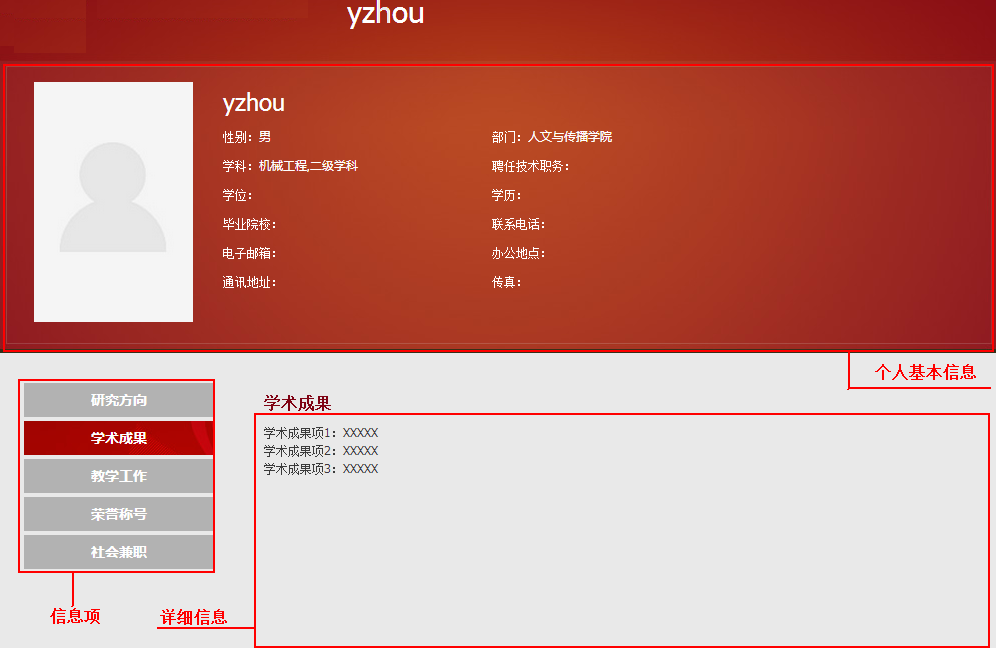 yzhou
yzhou
性别：男 部门：人文与传播学院
学科：机械工程,二级学科 聘任技术职务：
学位： 学历：
毕业院校： 联系电话：
电子邮箱： 办公地点：
通讯地址： 传真：
个人基本信息
研究方向
学术成果
教学工作
荣誉称号
社会兼职
信息项
学术成果
学术成果项1：XXXXX
学术成果项2：XXXXX
学术成果项3：XXXXX
详细信息